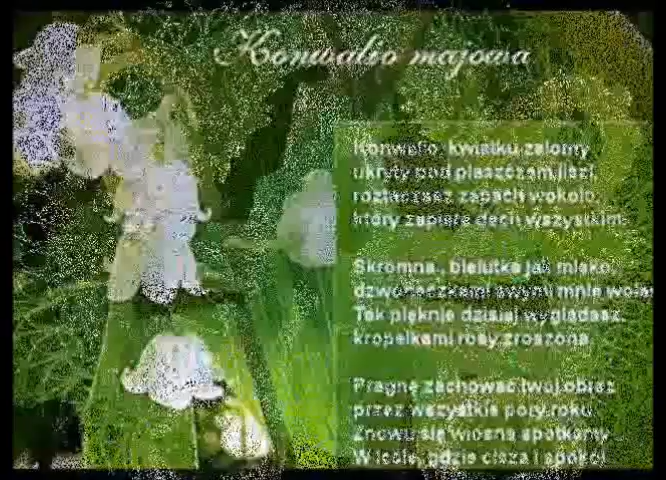 Konwalio majowa
Konwalio, kwiatku zielony
ukryty pod płaszczem liści,
roztaczasz zapach wokoło,
który zapiera dech wszystkim.
Skromna, bielutka jak mleko,
dzwoneczkami swymi mnie
Tak pięknie dzisiaj wyglądasz,
kropelkami rosy zroszona.
Pragnę zachować twój obraz
przez wszystkie pory roku.
Znowu się wiosną spotkamy
W lesie, gdzie cisza i spokój